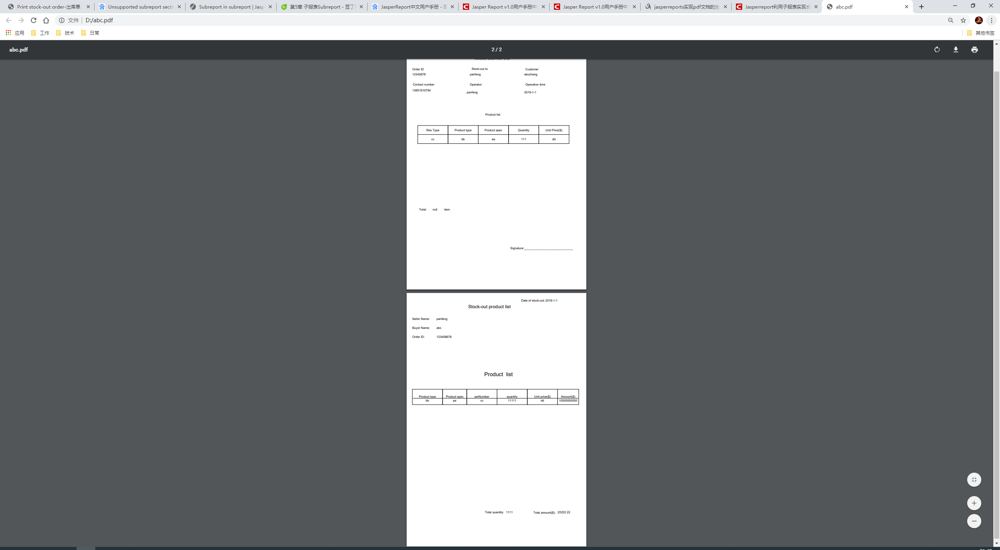 Print stock-out order-出库单
Unsupported subreport secti
Subreport in subreport | Jasp
第5章 子报表Subreport - 豆丁
JasperReport中文用户手册 - 图
Jasper Report v1.0用户手册中
Jasper Report v1.0用户手册中
jasperreports实现pdf文档的生
Jasperreport利用子报表实现合
abc.pdf
文件 D:/abc.pdf
应用 工作 技术 日常 其他书签
abc.pdf 2 / 2
Order ID Stock-out to Customer
12345678 panfeng abczhang
Contact number Operator Operation time
13851610794 panfeng 2019-1-1
Product list
Res Type Product type Product spec Quantity Unit Price($)
cc bb aa 111 dd
Total: null item
Signature:
Date of stock-out: 2019-1-1
Stock-out product list
Seller Name: panfeng
Buyer Name: abc
Order ID: 123456678
Product list
Product type Product spec serNumber quantity Unit price($) Amount($)
bb aa cc 11111 dd 10000000000
Total quantity: 1111 Total amount($): 22222.22